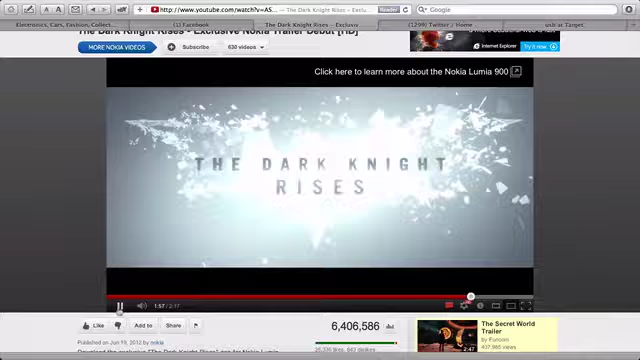 http://www.youtube.com/watch?v=AS... — The Dark Knight Rises - Exclus...
Reader
Google
Electronics, Cars, Fashion, Collect...
(1) Facebook
The Dark Knight Rises - Exclusiv...
(1299) Twitter / Home
usb at Target
The Dark Knight Rises - Exclusive Nokia Trailer Debut [HD]
MORE NOKIA VIDEOS
Subscribe
630 videos
Internet Explorer
Try it now
Click here to learn more about the Nokia Lumia 900
THE DARK KNIGHT
RISES
1:57 / 2:17
Like
Add to
Share
6,406,586
Published on Jun 19, 2012 by nokia
The Secret World
Trailer
by Funcom
437,985 views
2:47